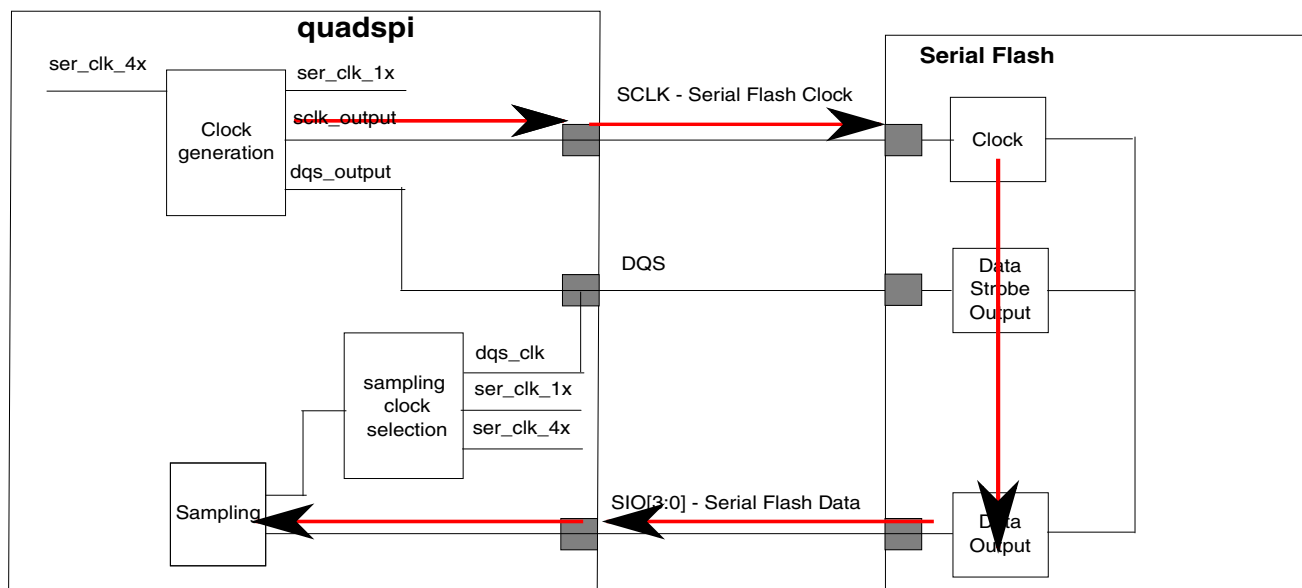 quadspi
Serial Flash
ser_clk_4x
ser_clk_1x
sclk_output
Clock
generation
dqs_output
SCLK - Serial Flash Clock
Clock
DQS
Data
Strobe
Output
dqs_clk
ser_clk_1x
ser_clk_4x
sampling
clock
selection
Sampling
SIO[3:0] - Serial Flash Data
Data
Output